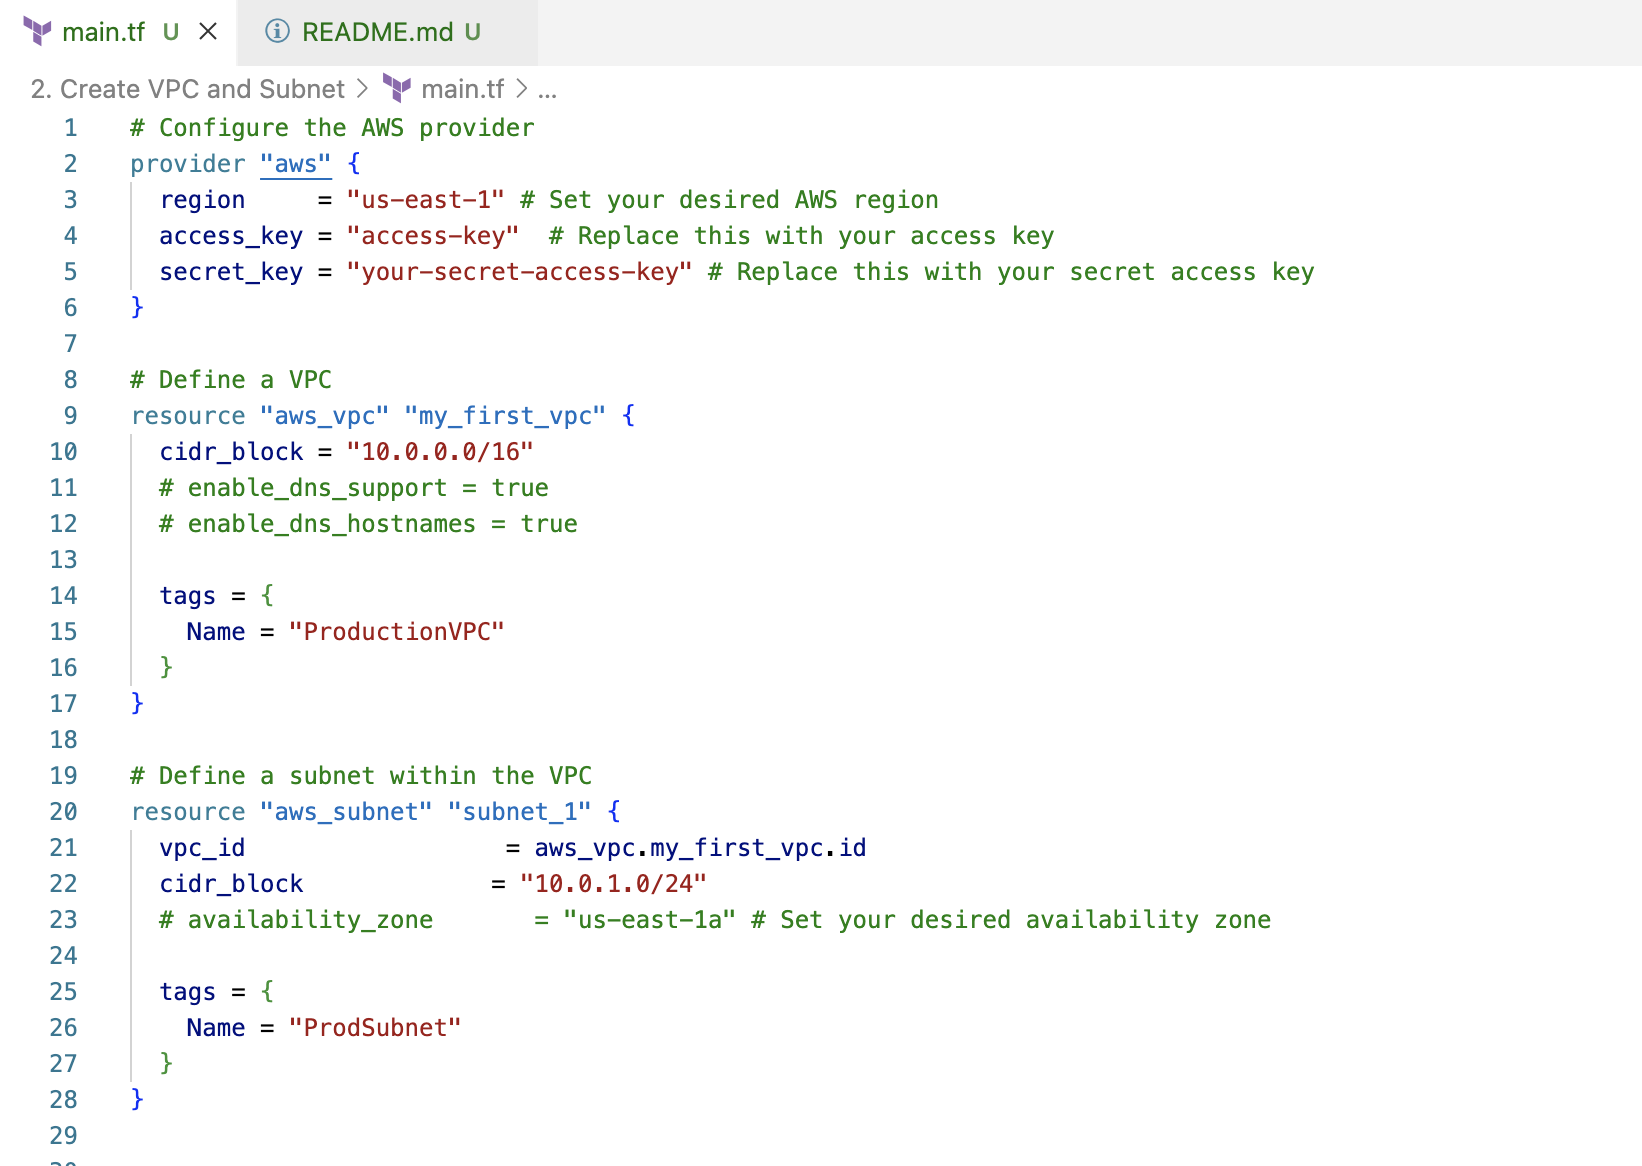 main.tf U × README.md U
2. Create VPC and Subnet > main.tf > ...
1 # Configure the AWS provider
2 provider "aws" {
3   region     = "us-east-1" # Set your desired AWS region
4   access_key = "access-key"  # Replace this with your access key
5   secret_key = "your-secret-access-key" # Replace this with your secret access key
6 }
7
8 # Define a VPC
9 resource "aws_vpc" "my_first_vpc" {
10   cidr_block = "10.0.0.0/16"
11   # enable_dns_support = true
12   # enable_dns_hostnames = true
13
14   tags = {
15     Name = "ProductionVPC"
16   }
17 }
18
19 # Define a subnet within the VPC
20 resource "aws_subnet" "subnet_1" {
21   vpc_id                  = aws_vpc.my_first_vpc.id
22   cidr_block             = "10.0.1.0/24"
23   # availability_zone       = "us-east-1a" # Set your desired availability zone
24
25   tags = {
26     Name = "ProdSubnet"
27   }
28 }
29